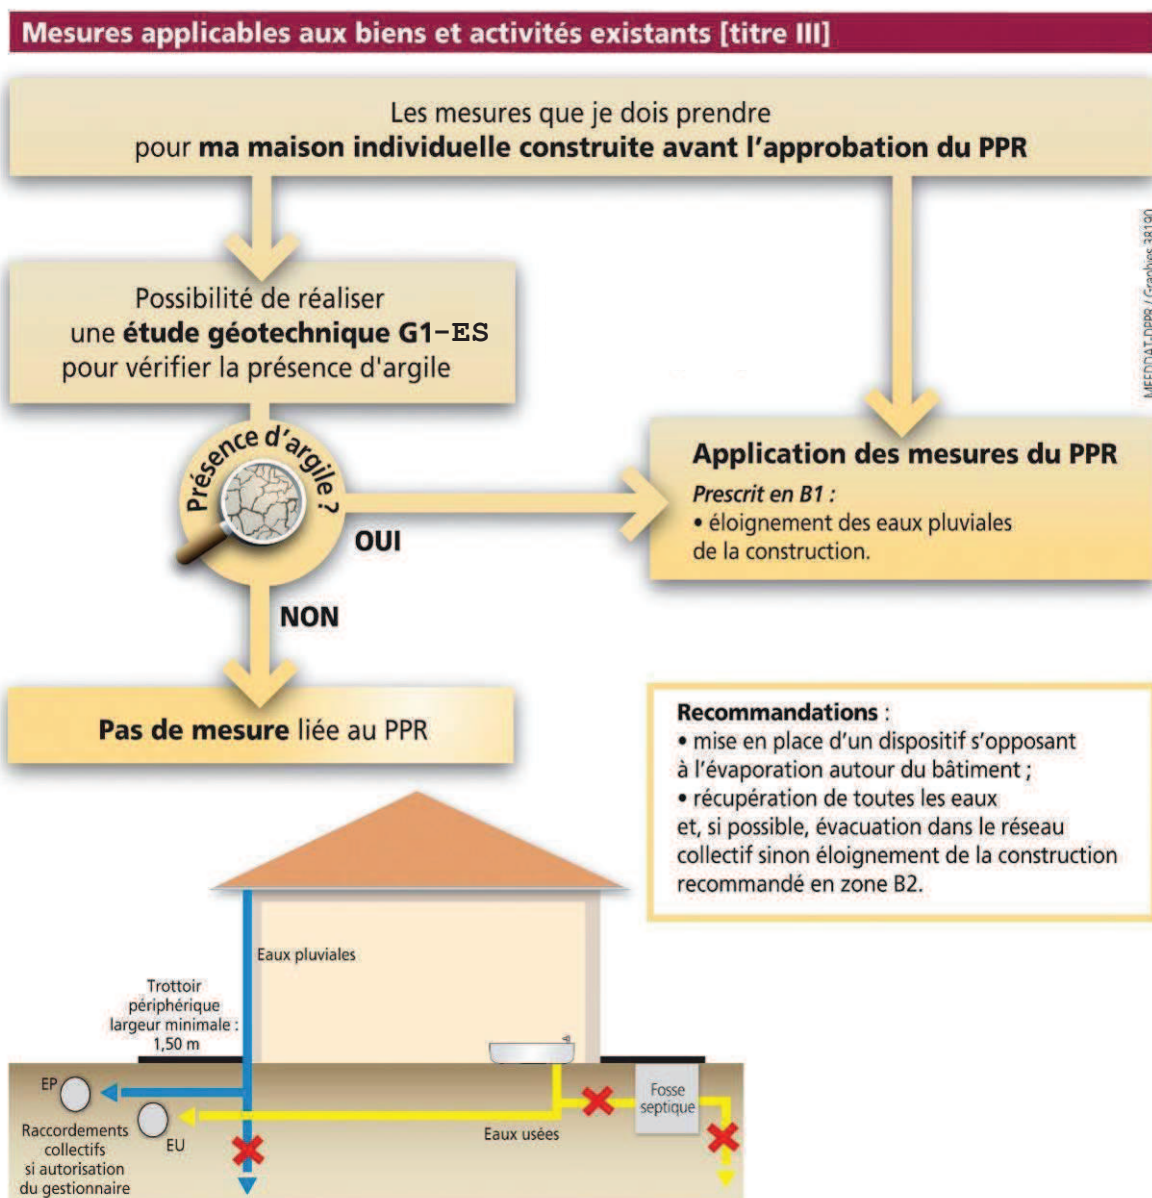 Mesures applicables aux biens et activités existants [titre III]
Les mesures que je dois prendre
pour ma maison individuelle construite avant l'approbation du PPR
MEEDDAT-DPPR / Graphies 38190
Possibilité de réaliser
une étude géotechnique G1-ES
pour vérifier la présence d'argile
Présence d'argile ?
OUI
NON
Application des mesures du PPR
Prescrit en B1 :
• éloignement des eaux pluviales
de la construction.
Pas de mesure liée au PPR
Recommandations :
• mise en place d'un dispositif s'opposant
à l'évaporation autour du bâtiment ;
• récupération de toutes les eaux
et, si possible, évacuation dans le réseau
collectif sinon éloignement de la construction
recommandé en zone B2.
Eaux pluviales
Trottoir
périphérique
largeur minimale :
1,50 m
EP
EU
Raccordements
collectifs
si autorisation
du gestionnaire
Eaux usées
Fosse
septique